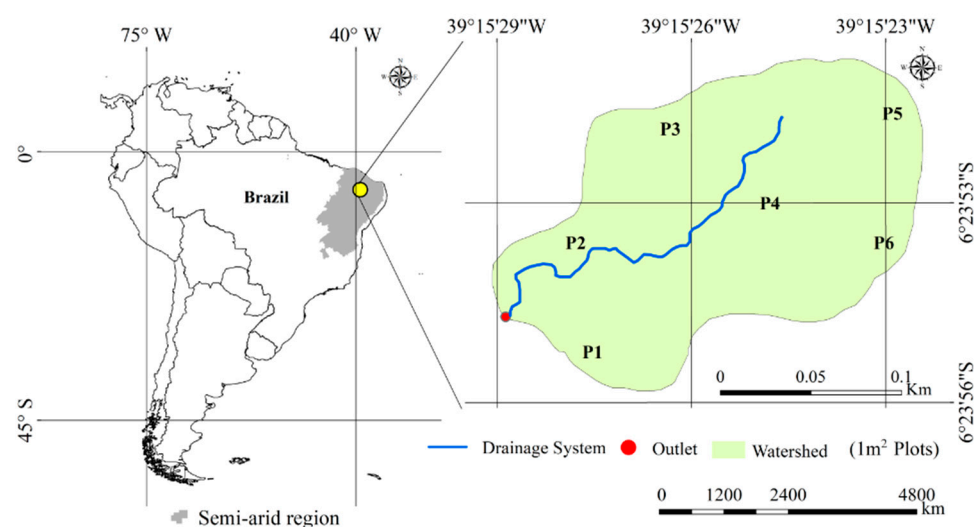 75° W
40° W
39°15'29"W
39°15'26"W
39°15'23"W
N
W
E
S
N
W
E
S
0°
45° S
Brazil
P3
P5
P4
P2
P6
P1
6°23'53"S
6°23'56"S
0 0.05 0.1
Km
Drainage System
Outlet
Watershed
(1m² Plots)
0 1200 2400 4800
km
Semi-arid region